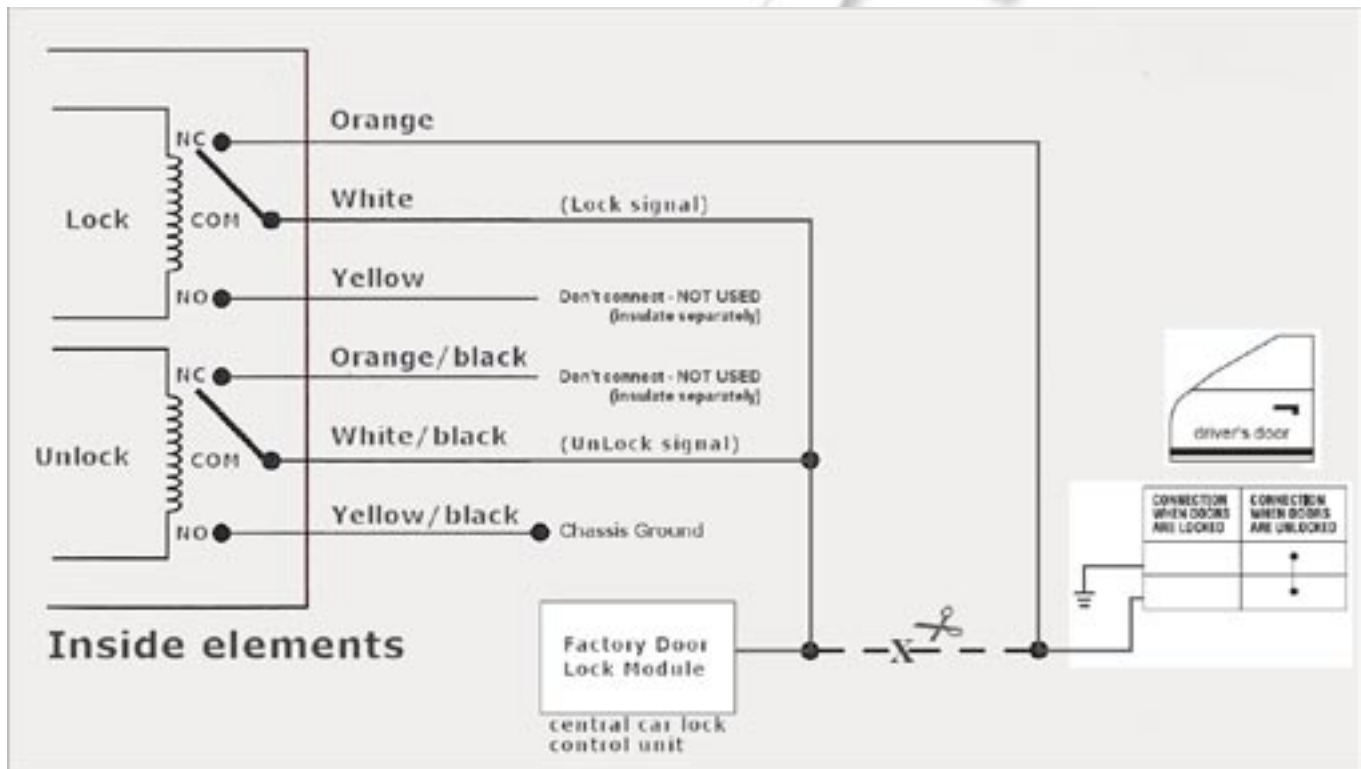 Orange
NC
White
(Lock signal)
Lock
COM
Yellow
NO
Don't connect - NOT USED
(insulate separately)
Orange/black
NC
Don't connect - NOT USED
(insulate separately)
White/black
(UnLock signal)
Unlock
COM
Yellow/black
NO
Chassis Ground
driver's door
CONNECTION
WHEN DOORS
ARE LOCKED
CONNECTION
WHEN DOORS
ARE UNLOCKED
Inside elements
Factory Door
Lock Module
X
central car lock
control unit